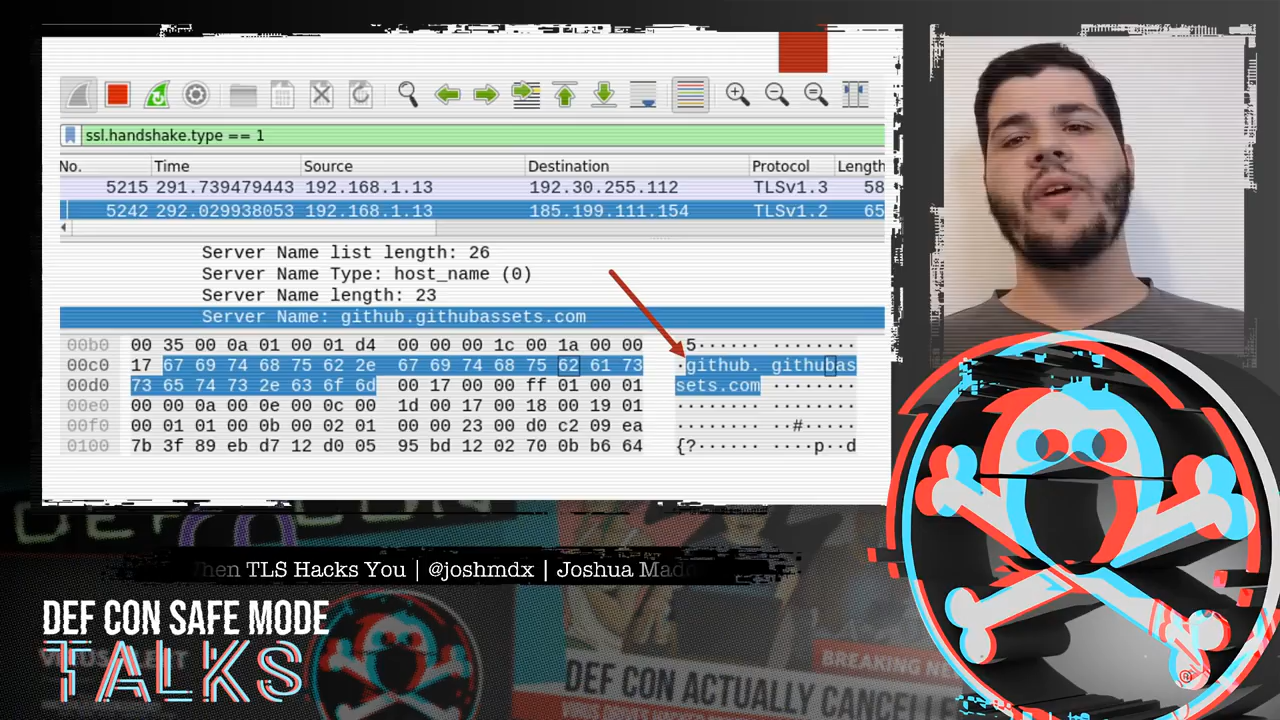 ssl.handshake.type == 1
No. Time Source Destination Protocol Length
5215 291.739479443 192.168.1.13 192.30.255.112 TLSv1.3 58
5242 292.029938053 192.168.1.13 185.199.111.154 TLSv1.2 65
Server Name list length: 26
Server Name Type: host_name (0)
Server Name length: 23
Server Name: github.githubassets.com
00b0 00 35 00 0a 01 00 01 d4 00 00 00 1c 00 1a 00 00 5······· ········
00c0 17 67 69 74 68 75 62 2e 67 69 74 68 75 62 61 73 ·github. githubas
00d0 73 65 74 73 2e 63 6f 6d 00 17 00 00 ff 01 00 01 sets.com ········
00e0 00 00 0a 00 0e 00 0c 00 1d 00 17 00 18 00 19 01 ········ ········
00f0 00 01 01 00 0b 00 02 01 00 00 23 00 d0 c2 09 ea ········ ··#·····
0100 7b 3f 89 eb d7 12 d0 05 95 bd 12 02 70 0b b6 64 {?······ ····p··d
hen TLS Hacks You | @joshmdx | Joshua Mad
DEF CON SAFE MODE
TALKS
DEF CON
BREAKING NE
DEF CON ACTUALLY CANCELLE